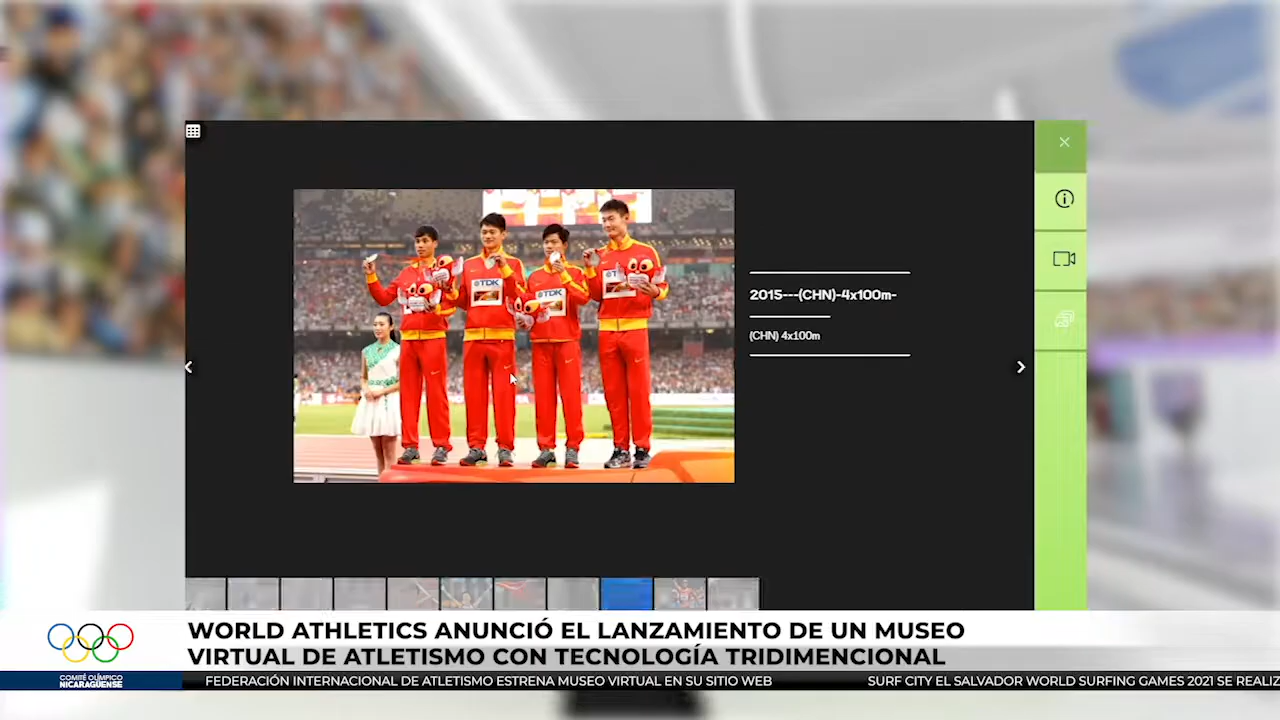 TDK
TDK
2015---(CHN)-4x100m-
(CHN) 4x100m
WORLD ATHLETICS ANUNCIÓ EL LANZAMIENTO DE UN MUSEO
VIRTUAL DE ATLETISMO CON TECNOLOGÍA TRIDIMENCIONAL
COMITÉ OLÍMPICO
NICARAGÜENSE
FEDERACIÓN INTERNACIONAL DE ATLETISMO ESTRENA MUSEO VIRTUAL EN SU SITIO WEB
SURF CITY EL SALVADOR WORLD SURFING GAMES 2021 SE REALIZ